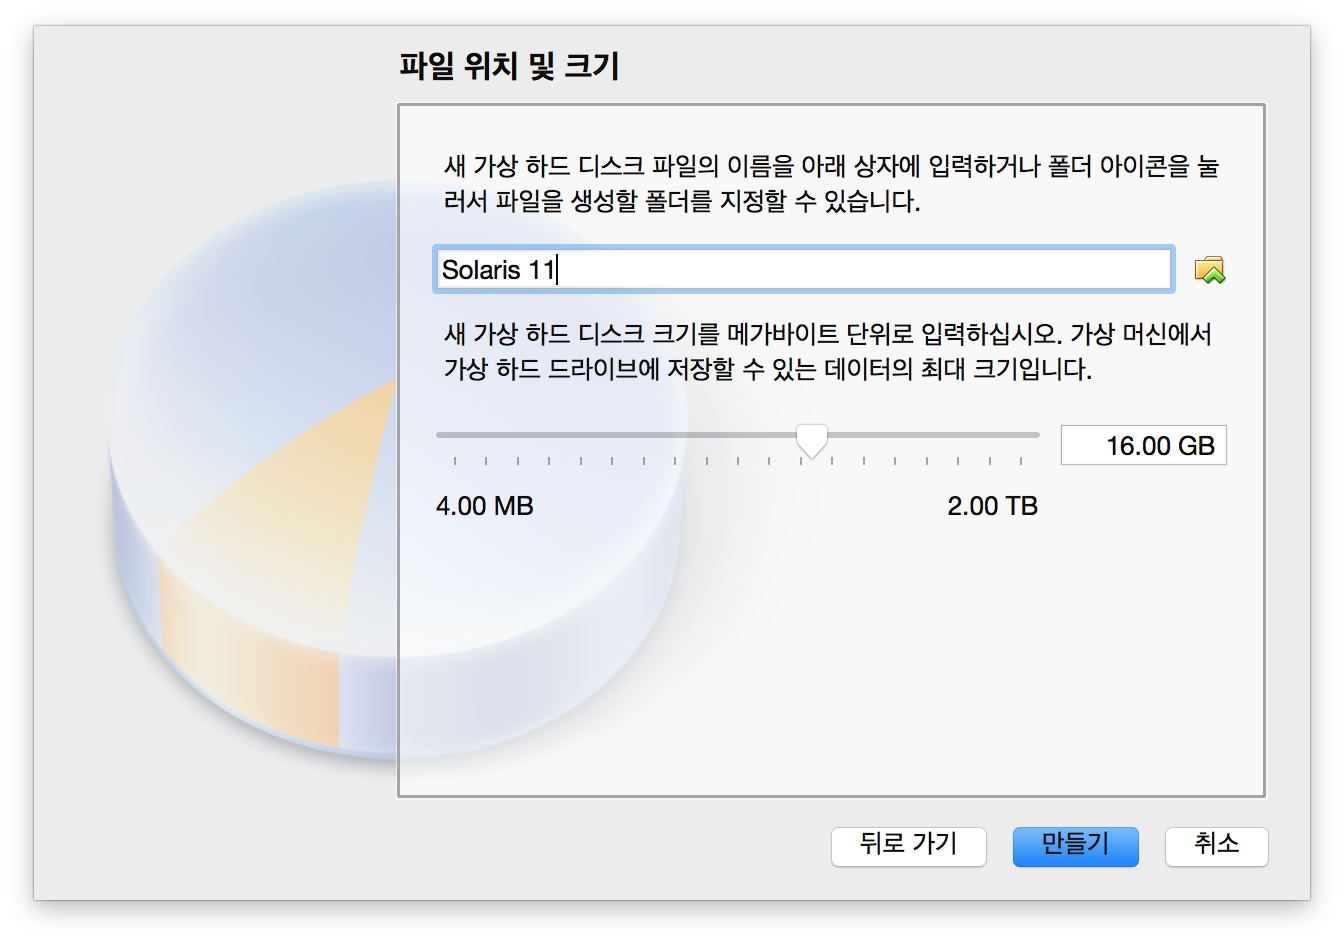 파일 위치 및 크기
새 가상 하드 디스크 파일의 이름을 아래 상자에 입력하거나 폴더 아이콘을 눌
러서 파일을 생성할 폴더를 지정할 수 있습니다.
Solaris 11
새 가상 하드 디스크 크기를 메가바이트 단위로 입력하십시오. 가상 머신에서
가상 하드 드라이브에 저장할 수 있는 데이터의 최대 크기입니다.
16.00 GB
4.00 MB 2.00 TB
뒤로 가기 만들기 취소